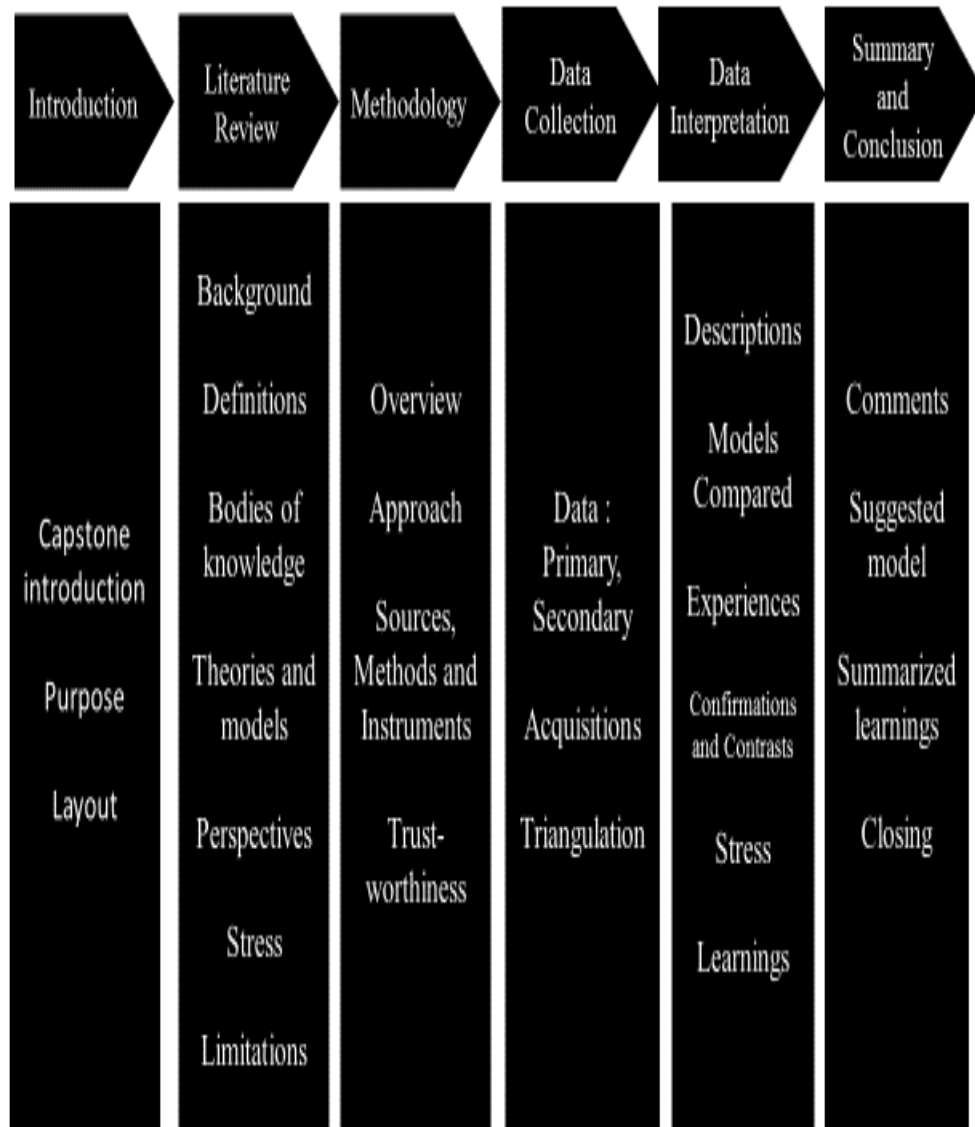 Introduction
Literature
Review
Methodology
Data
Collection
Data
Interpretation
Summary
and
Conclusion
Capstone
introduction
Purpose
Layout
Background
Definitions
Bodies of
knowledge
Theories and
models
Perspectives
Stress
Limitations
Overview
Approach
Sources,
Methods and
Instruments
Trust-
worthiness
Data :
Primary,
Secondary
Acquisitions
Triangulation
Descriptions
Models
Compared
Experiences
Confirmations
and Contrasts
Stress
Learnings
Comments
Suggested
model
Summarized
learnings
Closing